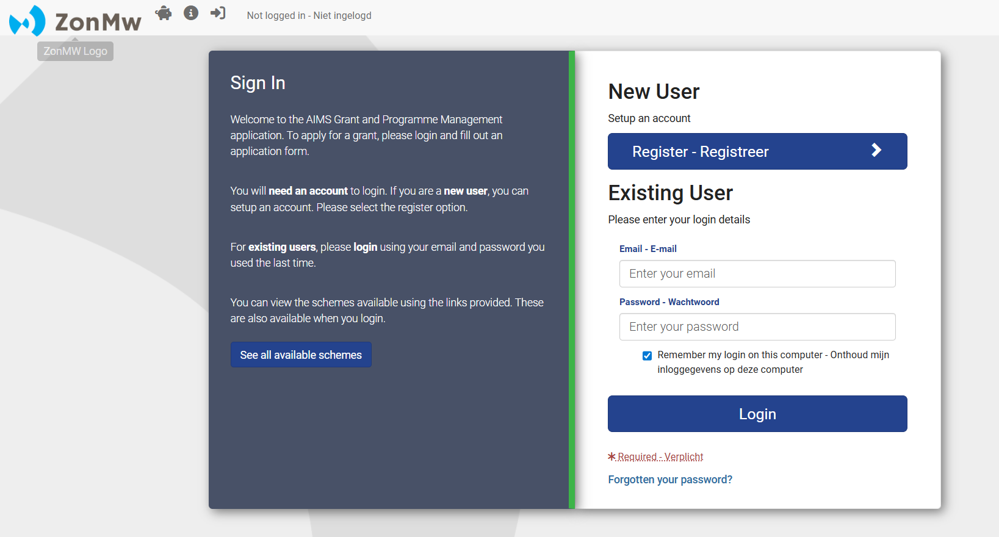 ZonMw
Not logged in - Niet ingelogd
ZonMW Logo
Sign In
Welcome to the AIMS Grant and Programme Management
application. To apply for a grant, please login and fill out an
application form.
You will need an account to login. If you are a new user, you can
setup an account. Please select the register option.
For existing users, please login using your email and password you
used the last time.
You can view the schemes available using the links provided. These
are also available when you login.
See all available schemes
New User
Setup an account
Register - Registreer
Existing User
Please enter your login details
Email - E-mail
Enter your email
Password - Wachtwoord
Enter your password
Remember my login on this computer - Onthoud mijn
inloggegevens op deze computer
Login
* Required - Verplicht
Forgotten your password?